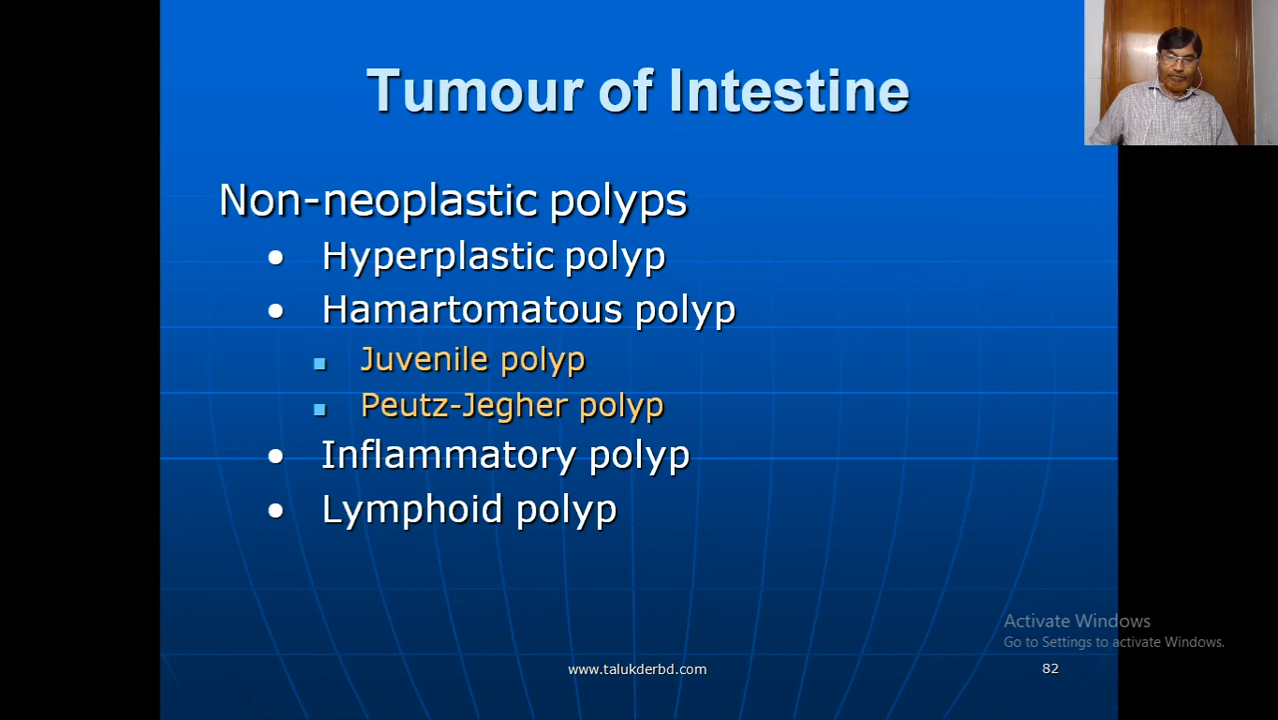 Tumour of Intestine
Non-neoplastic polyps
• Hyperplastic polyp
• Hamartomatous polyp
▪ Juvenile polyp
▪ Peutz-Jegher polyp
• Inflammatory polyp
• Lymphoid polyp
Activate Windows
Go to Settings to activate Windows.
www.talukderbd.com
82